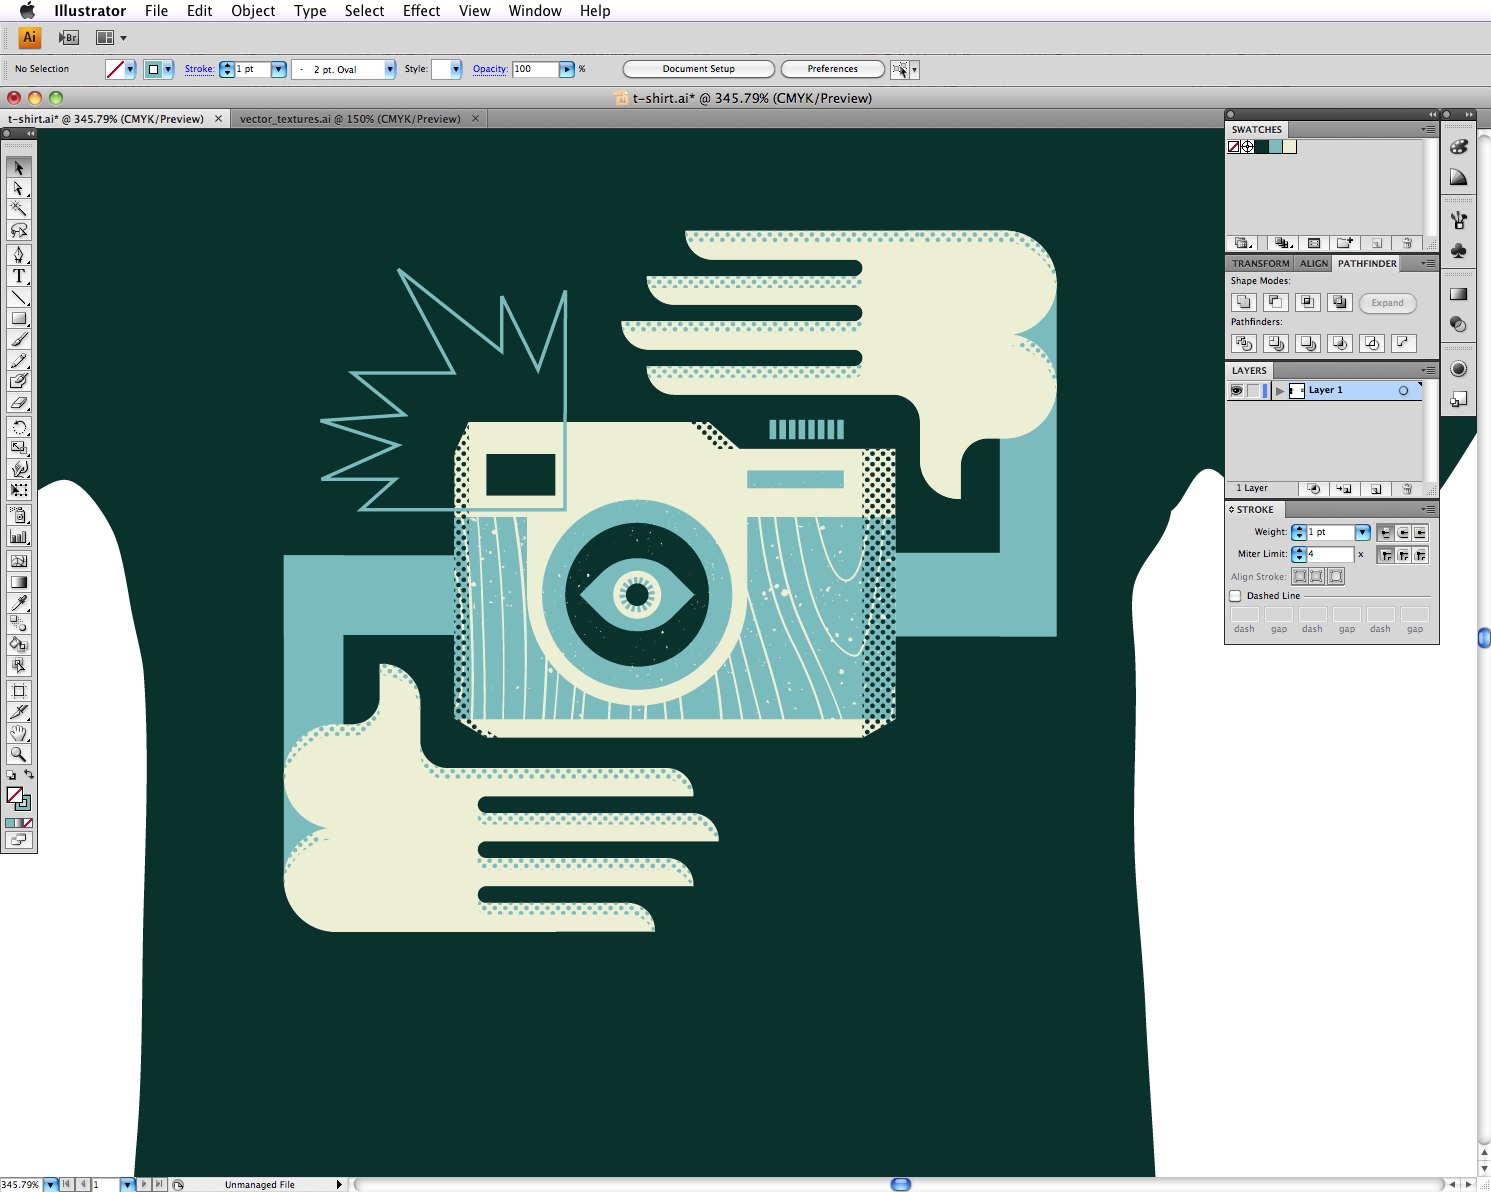 Illustrator File Edit Object Type Select Effect View Window Help
Ai Br
No Selection Stroke: 1 pt 2 pt. Oval Style: Opacity: 100 % Document Setup Preferences
t-shirt.ai* @ 345.79% (CMYK/Preview)
t-shirt.ai* @ 345.79% (CMYK/Preview) vector_textures.ai @ 150% (CMYK/Preview)
SWATCHES
TRANSFORM ALIGN PATHFINDER
Shape Modes:
Expand
Pathfinders:
LAYERS
Layer 1
1 Layer
STROKE
Weight: 1 pt
Miter Limit: 4 x
Align Stroke:
Dashed Line
dash gap dash gap dash gap
345.79% 1 Unmanaged File